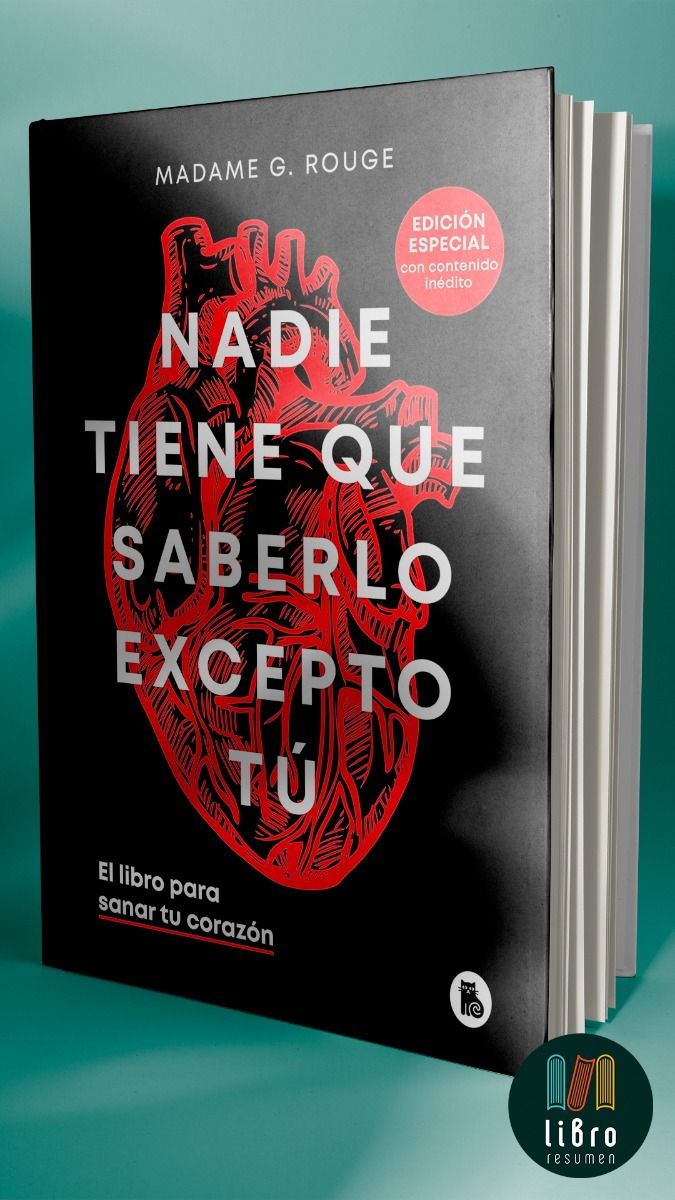 MADAME G. ROUGE
EDICIÓN
ESPECIAL
con contenido
inédito
NADIE
TIENE QUE
SABERLO
EXCEPTO
TÚ
El libro para
sanar tu corazón
liBro
resumen